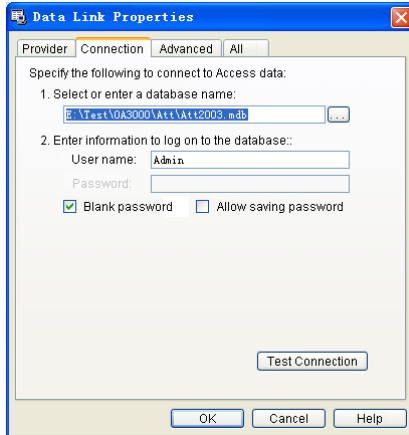 Data Link Properties
Provider Connection Advanced All
Specify the following to connect to Access data:
1. Select or enter a database name:
E:\Test\OA3000\Att\Att2003.mdb ...
2. Enter information to log on to the database::
User name: Admin
Password:
Blank password Allow saving password
Test Connection
OK Cancel Help